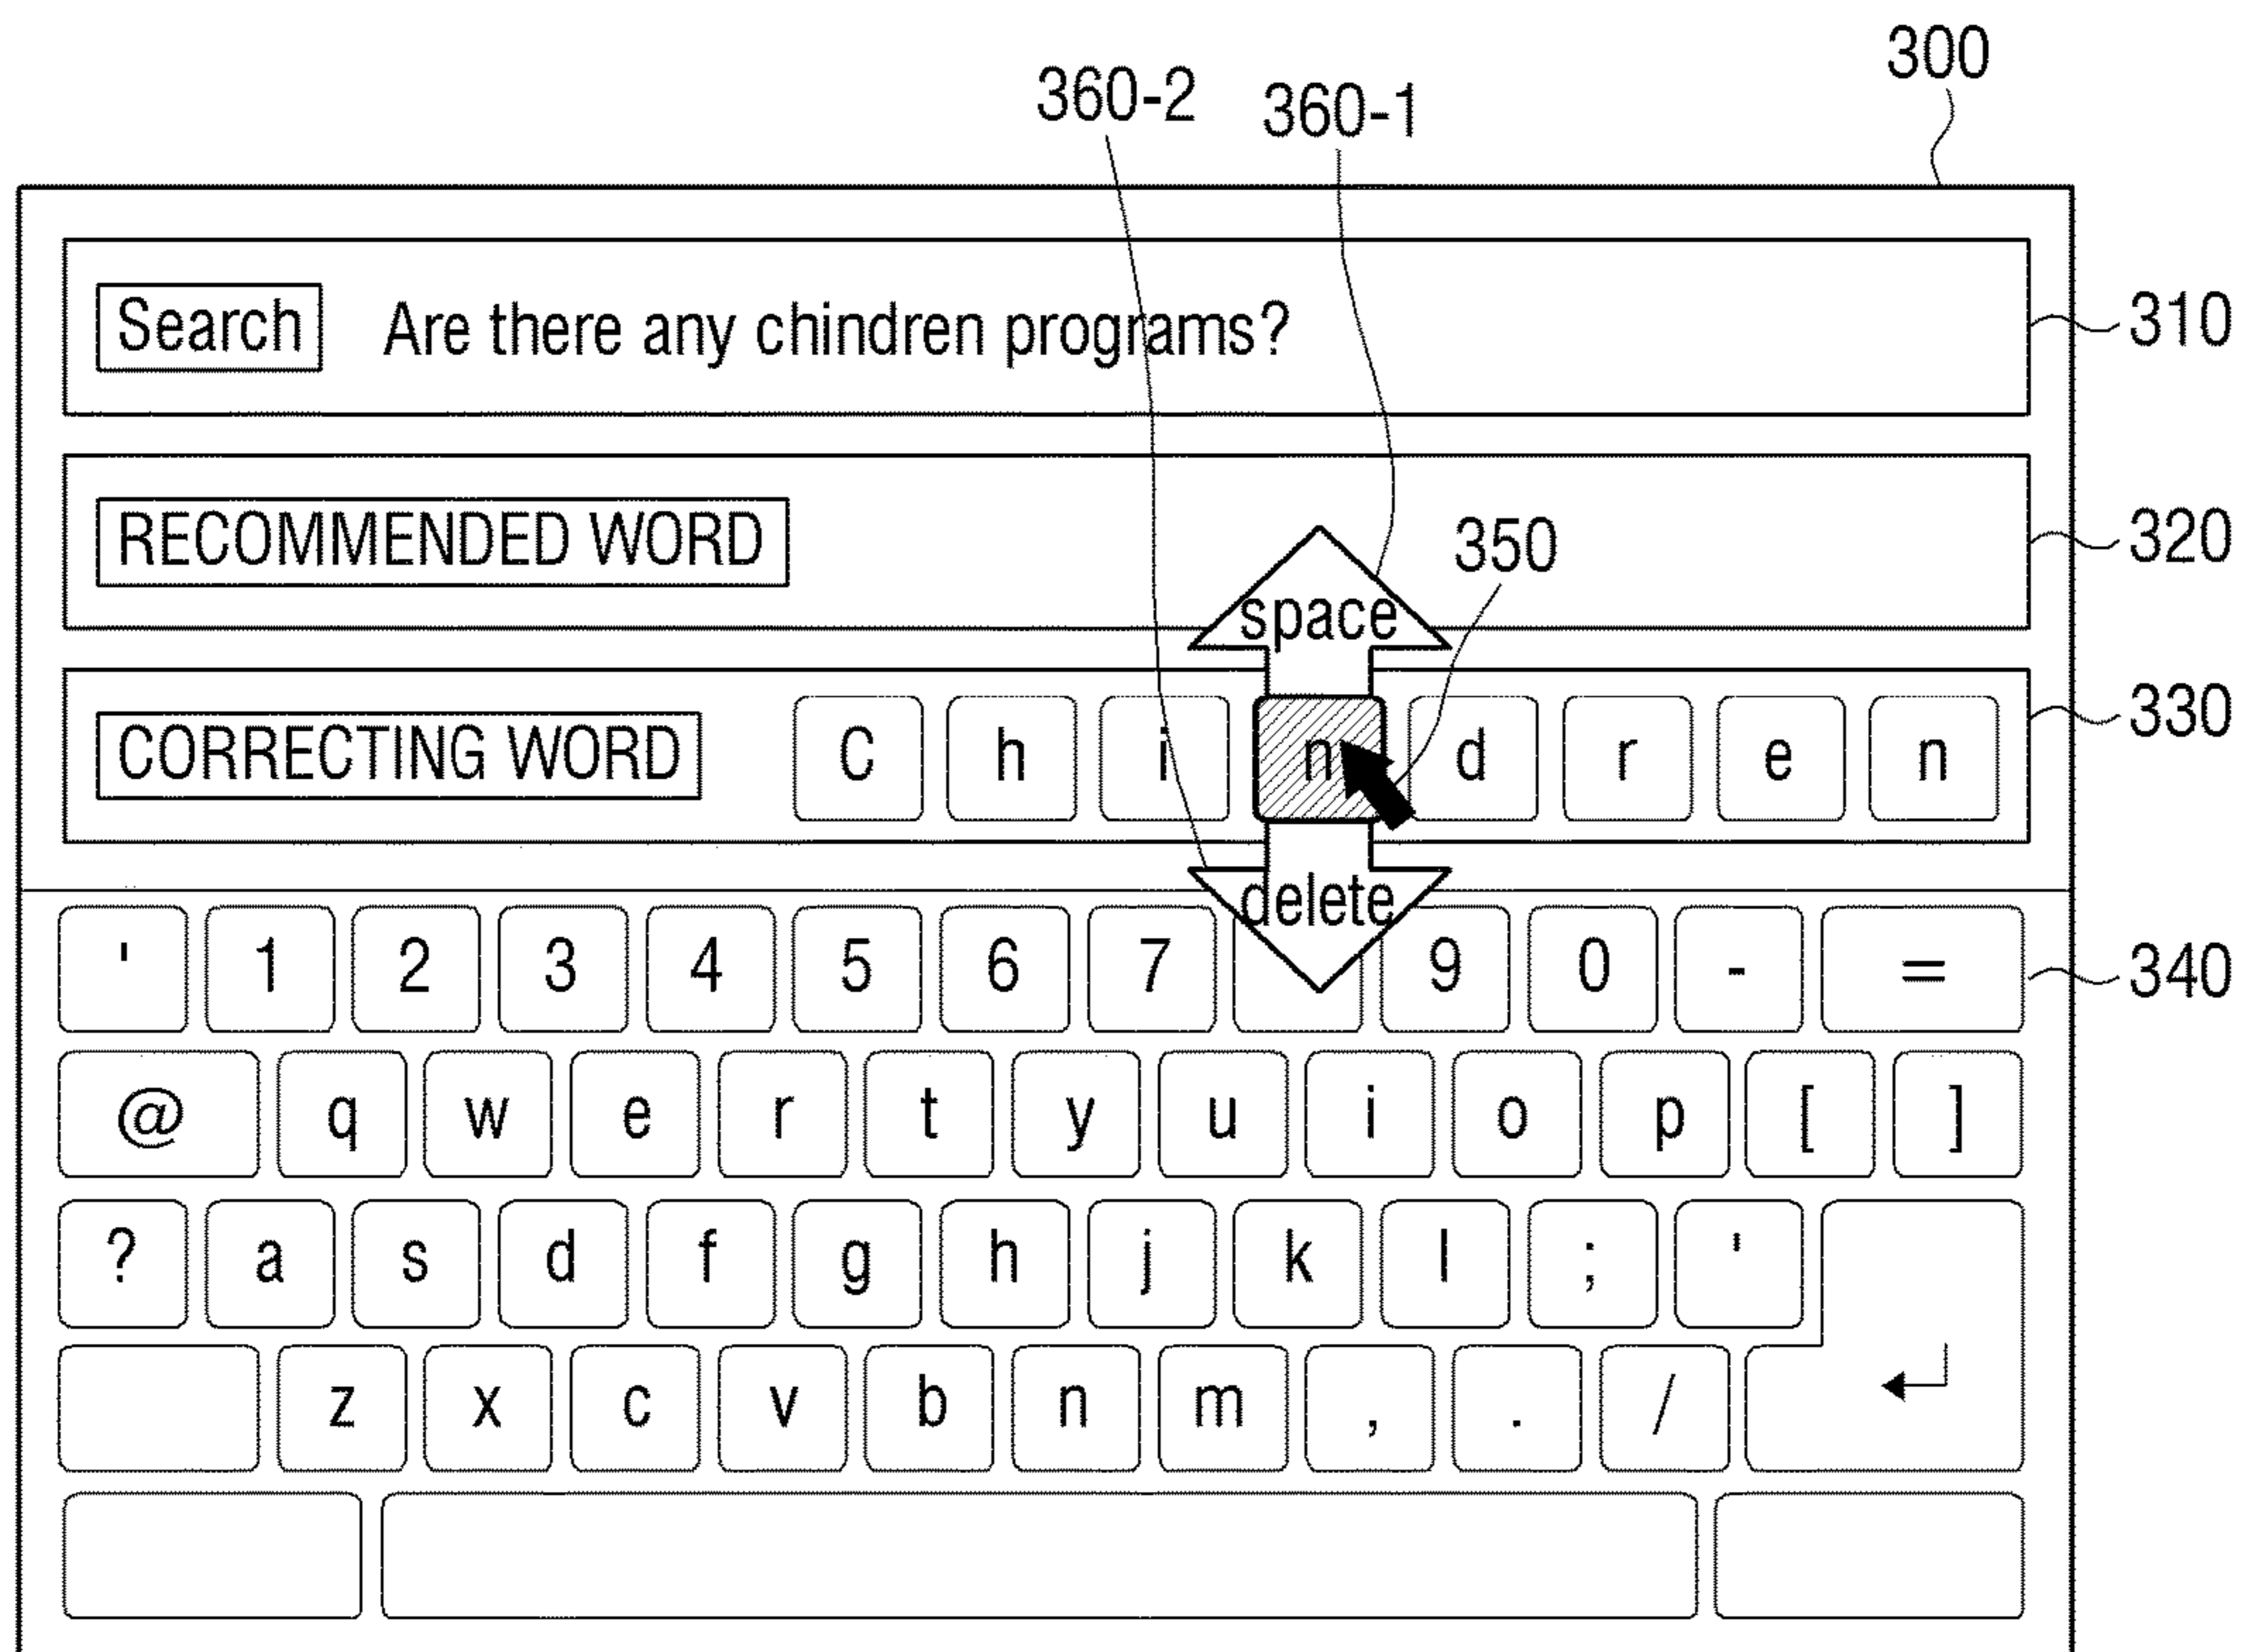 300
360-2 360-1
Search Are there any chindren programs? 310
RECOMMENDED WORD 320
350
space
CORRECTING WORD C h i n d r e n 330
delete
' 1 2 3 4 5 6 7 9 0 - = 340
@ q w e r t y u i o p [ ]
? a s d f g h j k l ; '
z x c v b n m , . /